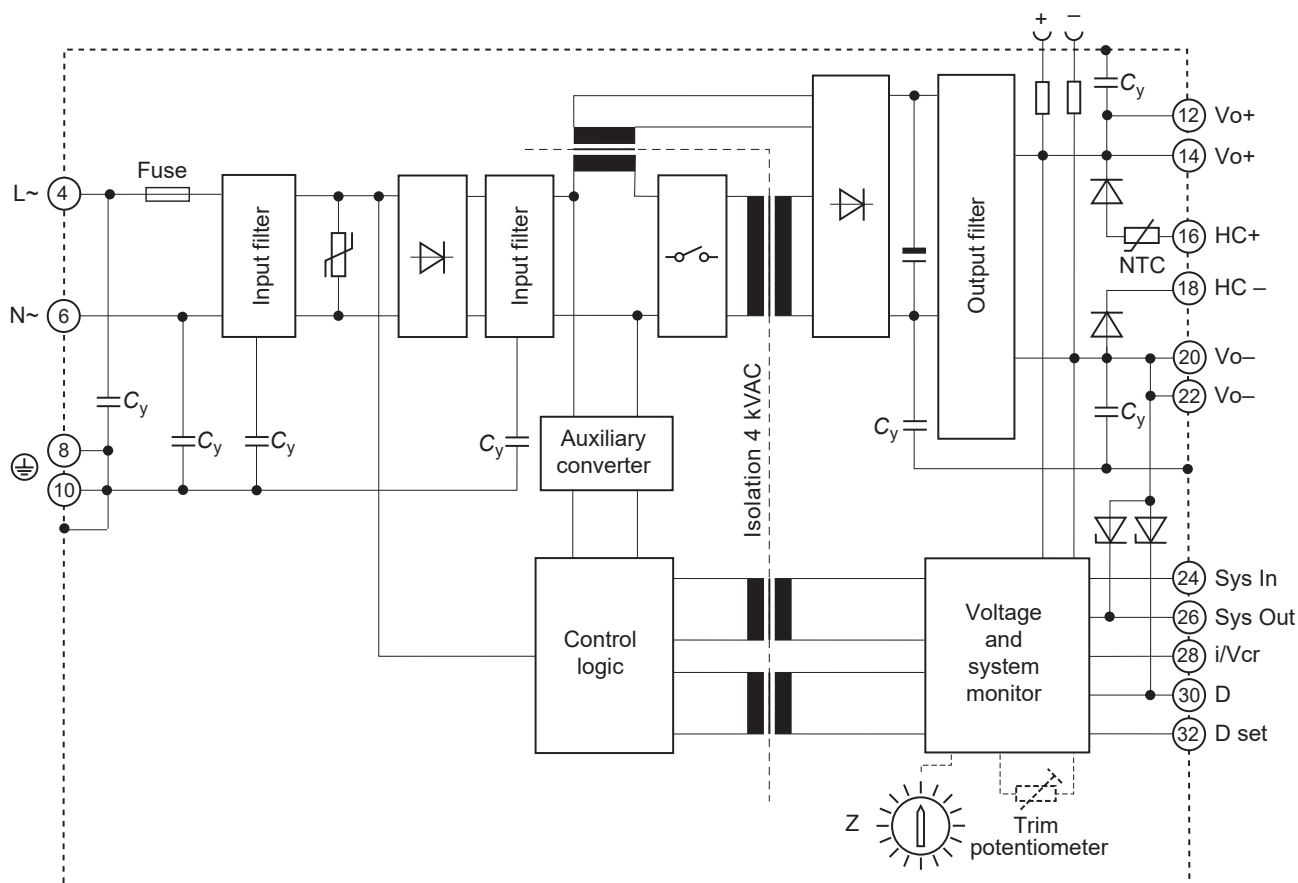 + –
Cy
12 Vo+
14 Vo+
Fuse
L~ 4
Input filter
Input filter
Output filter
16 HC+
NTC
18 HC –
N~ 6
20 Vo–
22 Vo–
Cy
Cy
Cy
Cy
Cy
Cy
Isolation 4 kVAC
8
10
Auxiliary
converter
Control
logic
Voltage
and
system
monitor
24 Sys In
26 Sys Out
28 i/Vcr
30 D
32 D set
Z
Trim
potentiometer